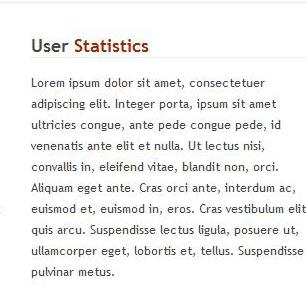 User Statistics
Lorem ipsum dolor sit amet, consectetuer
adipiscing elit. Integer porta, ipsum sit amet
ultricies congue, ante pede congue pede, id
venenatis ante elit et nulla. Ut lectus nisi,
convallis in, eleifend vitae, blandit non, orci.
Aliquam eget ante. Cras orci ante, interdum ac,
euismod et, euismod in, eros. Cras vestibulum elit
quis arcu. Suspendisse lectus ligula, posuere ut,
ullamcorper eget, lobortis et, tellus. Suspendisse
pulvinar metus.